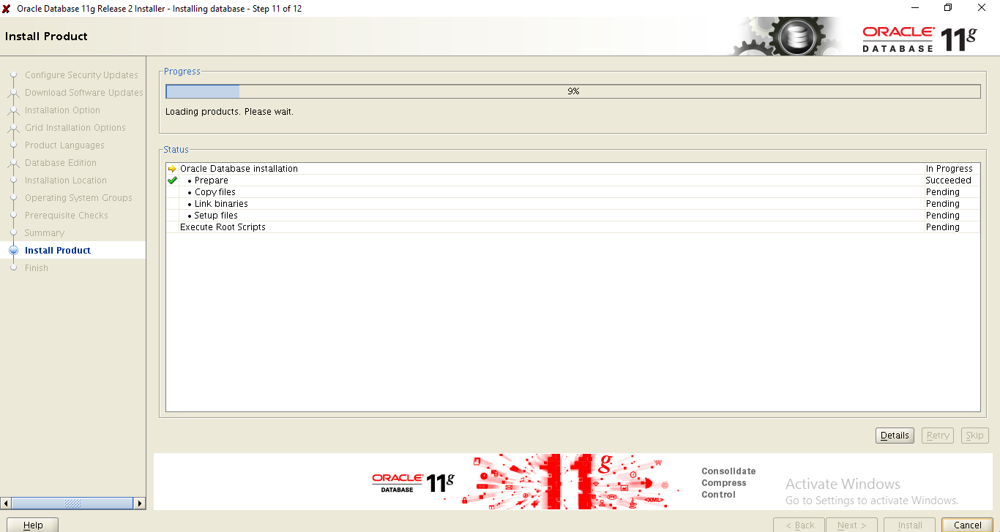 Oracle Database 11g Release 2 Installer - Installing database - Step 11 of 12
Install Product
ORACLE
DATABASE
11g
Configure Security Updates
Download Software Updates
Installation Option
Grid Installation Options
Product Languages
Database Edition
Installation Location
Operating System Groups
Prerequisite Checks
Summary
Install Product
Finish
Progress
9%
Loading products. Please wait.
Status
Oracle Database installation In Progress
• Prepare Succeeded
• Copy files Pending
• Link binaries Pending
• Setup files Pending
Execute Root Scripts Pending
Details Retry Skip
ORACLE
DATABASE
11g
11g
<XML>
Consolidate
Compress
Control
Activate Windows
Go to Settings to activate Windows.
Help < Back Next > Install Cancel